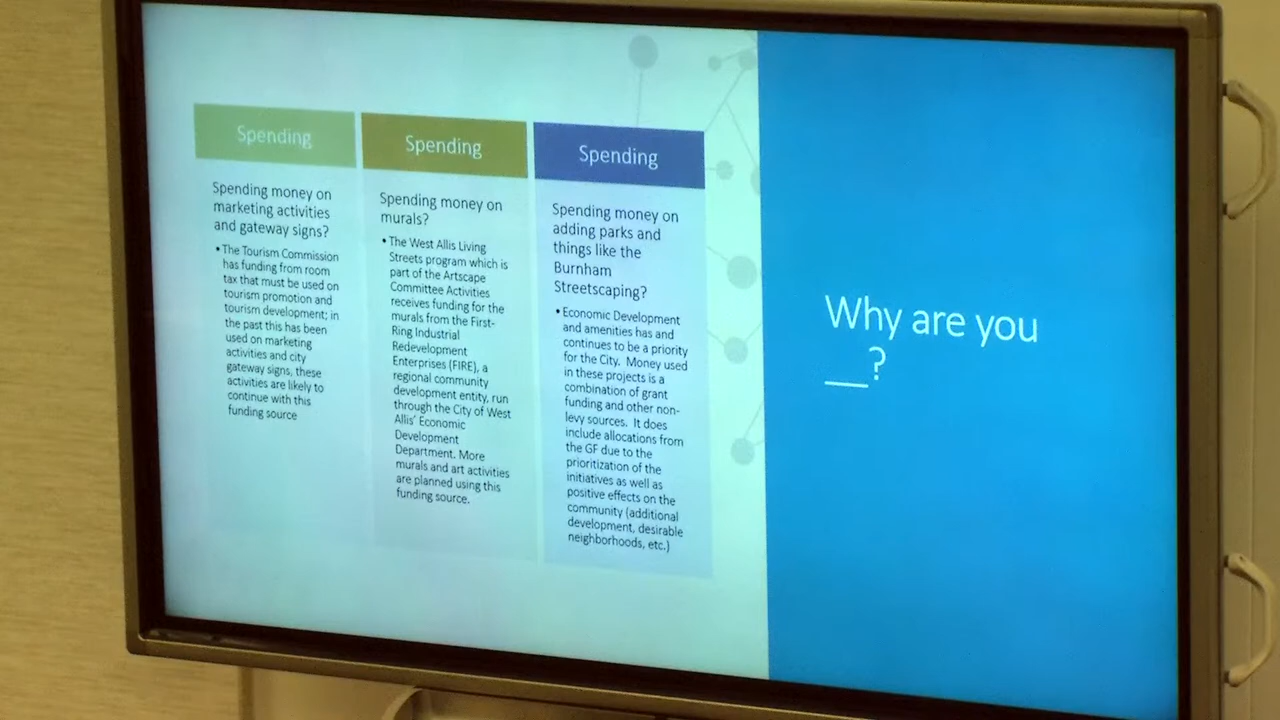 Spending
Spending money on
marketing activities
and gateway signs?
• The Tourism Commission
has funding from room
tax that must be used on
tourism promotion and
tourism development; in
the past this has been
used on marketing
activities and city
gateway signs, these
activities are likely to
continue with this
funding source
Spending
Spending money on
murals?
• The West Allis Living
Streets program which is
part of the Artscape
Committee Activities
receives funding for the
murals from the First-
Ring Industrial
Redevelopment
Enterprises (FIRE), a
regional community
development entity, run
through the City of West
Allis' Economic
Development
Department. More
murals and art activities
are planned using this
funding source.
Spending
Spending money on
adding parks and
things like the
Burnham
Streetscaping?
• Economic Development
and amenities has and
continues to be a priority
for the City. Money used
in these projects is a
combination of grant
funding and other non-
levy sources. It does
include allocations from
the GF due to the
prioritization of the
initiatives as well as
positive effects on the
community (additional
development, desirable
neighborhoods, etc.)
Why are you
__?